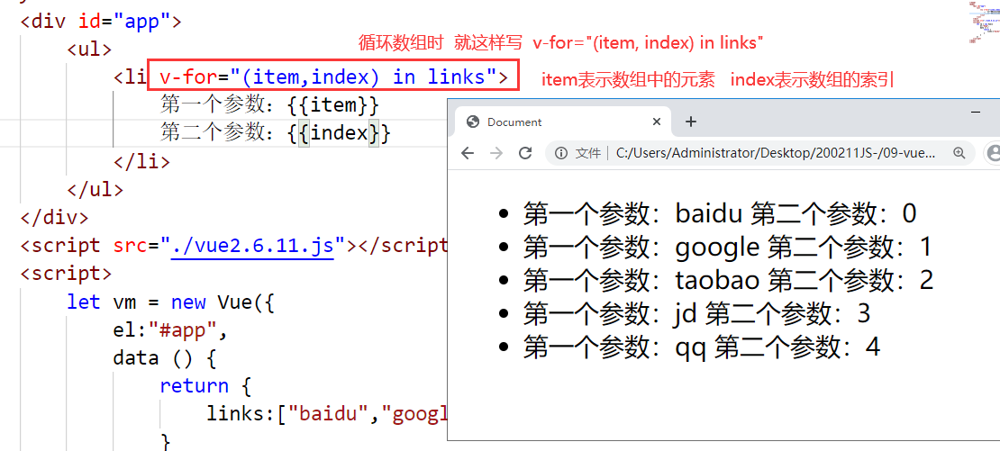 <div id="app">
<ul>
循环数组时 就这样写 v-for="(item, index) in links"
<li v-for="(item,index) in links">
item表示数组中的元素 index表示数组的索引
第一个参数：{{item}}
第二个参数：{{index}}
</li>
</ul>
</div>
<script src="./vue2.6.11.js"></script
<script>
let vm = new Vue({
el:"#app",
data () {
return {
links:["baidu","googl
}
Document
文件 | C:/Users/Administrator/Desktop/200211JS-/09-vue...
第一个参数：baidu 第二个参数：0
第一个参数：google 第二个参数：1
第一个参数：taobao 第二个参数：2
第一个参数：jd 第二个参数：3
第一个参数：qq 第二个参数：4